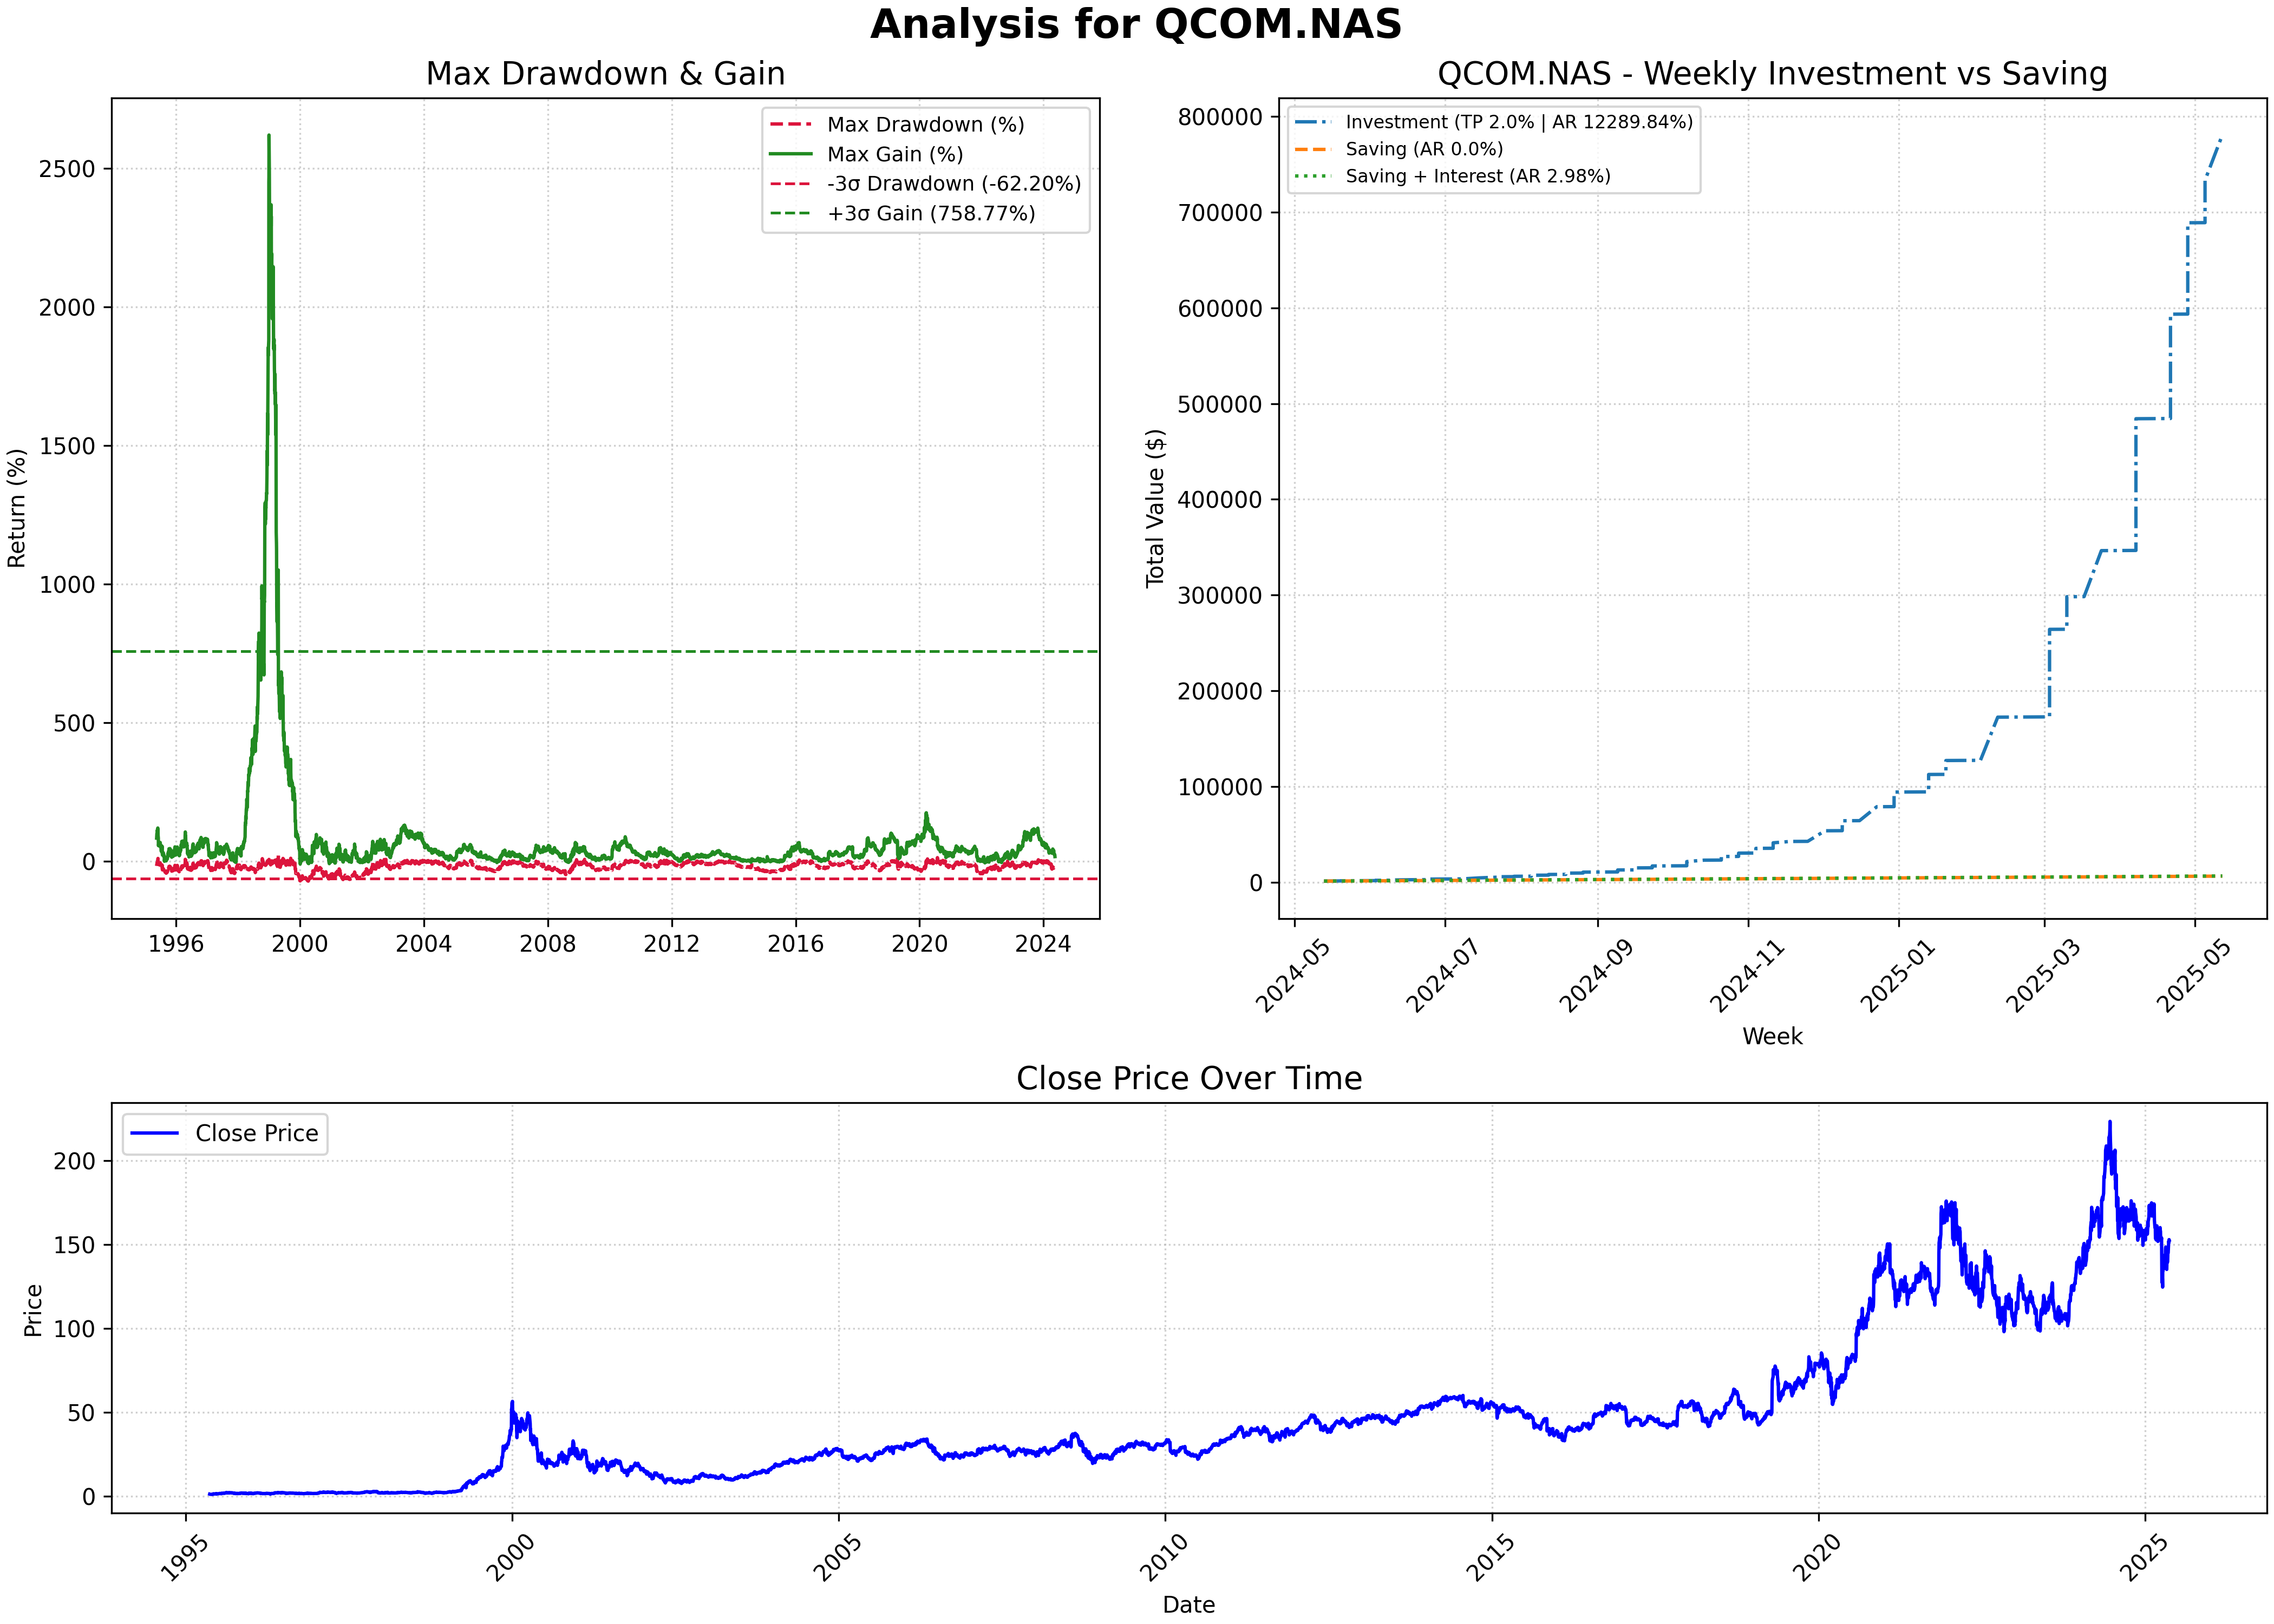 Analysis for QCOM.NAS
Max Drawdown & Gain
Return (%)
2500
2000
1500
1000
500
0
1996 2000 2004 2008 2012 2016 2020 2024
Max Drawdown (%)
Max Gain (%)
-3σ Drawdown (-62.20%)
+3σ Gain (758.77%)
QCOM.NAS - Weekly Investment vs Saving
Total Value ($)
800000
700000
600000
500000
400000
300000
200000
100000
0
Investment (TP 2.0% | AR 12289.84%)
Saving (AR 0.0%)
Saving + Interest (AR 2.98%)
2024-05 2024-07 2024-09 2024-11 2025-01 2025-03 2025-05
Week
Close Price Over Time
Close Price
Price
200
150
100
50
0
1995 2000 2005 2010 2015 2020 2025
Date